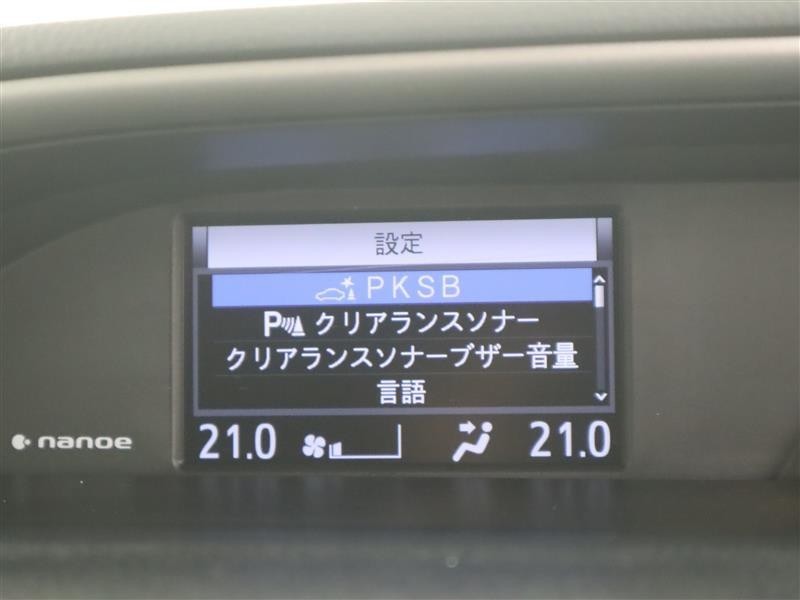 設定
PKSB
P クリアランスソナー
クリアランスソナーブザー音量
言語
nanoe 21.0 21.0